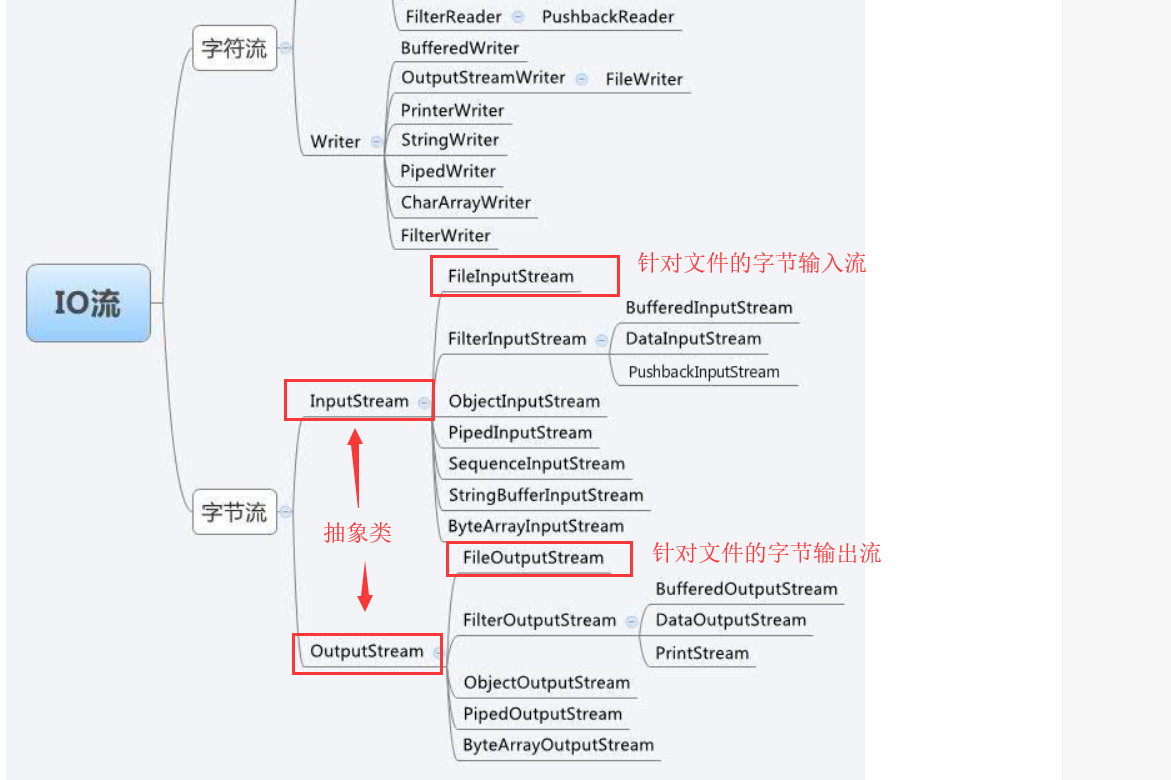 FilterReader PushbackReader
字符流
BufferedWriter
OutputStreamWriter FileWriter
PrinterWriter
Writer
StringWriter
PipedWriter
CharArrayWriter
FilterWriter
IO流
FileInputStream 针对文件的字节输入流
BufferedInputStream
FilterInputStream
DataInputStream
PushbackInputStream
InputStream
ObjectInputStream
PipedInputStream
SequenceInputStream
StringBufferInputStream
字节流
抽象类
ByteArrayInputStream
FileOutputStream 针对文件的字节输出流
BufferedOutputStream
FilterOutputStream
DataOutputStream
PrintStream
OutputStream
ObjectOutputStream
PipedOutputStream
ByteArrayOutputStream